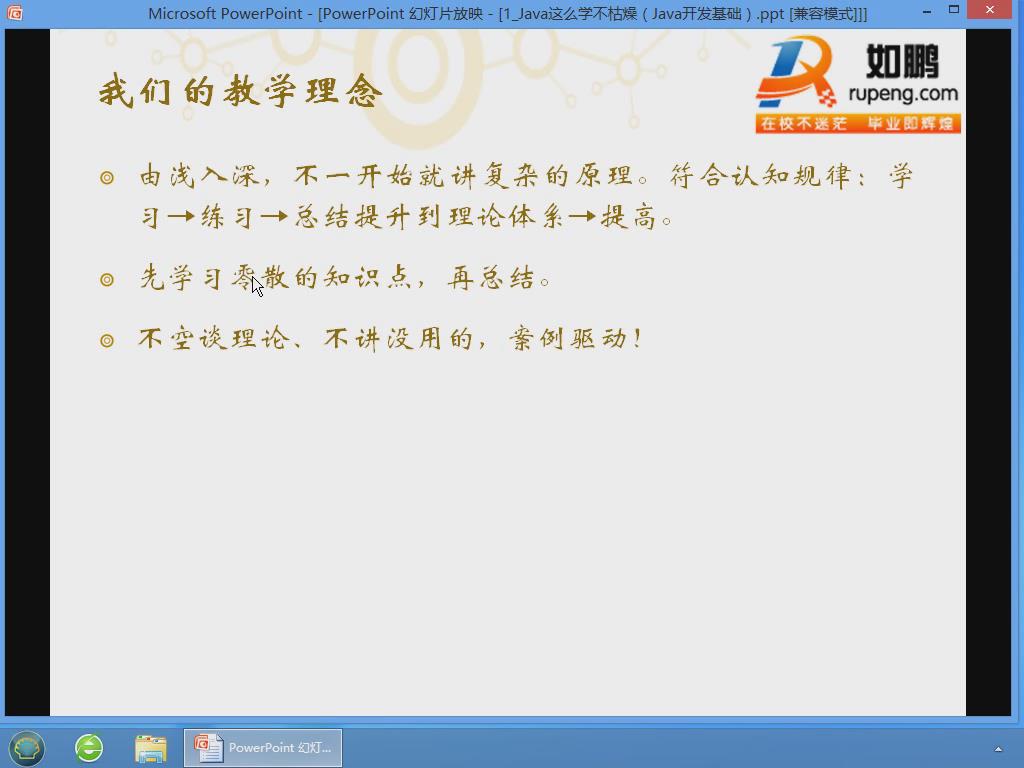 Microsoft PowerPoint - [PowerPoint 幻灯片放映 - [1_Java这么学不枯燥（Java开发基础）.ppt [兼容模式]]]
我们的教学理念
如鹏
rupeng.com
在校不迷茫 毕业即辉煌
由浅入深，不一开始就讲复杂的原理。符合认知规律：学
习→练习→总结提升到理论体系→提高。
先学习零散的知识点，再总结。
不空谈理论、不讲没用的，案例驱动！
PowerPoint 幻灯...